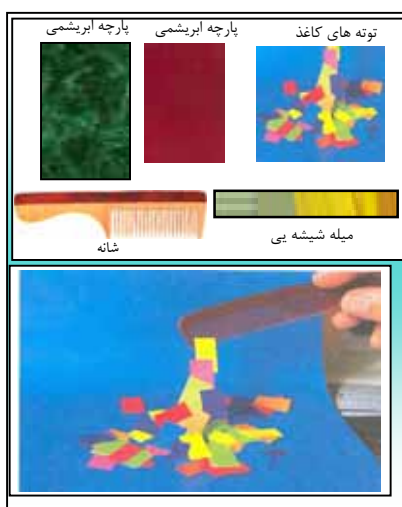 توته های کاغذ
پارچه ابریشمی
پارچه ابریشمی
میله شیشه یی
شانه